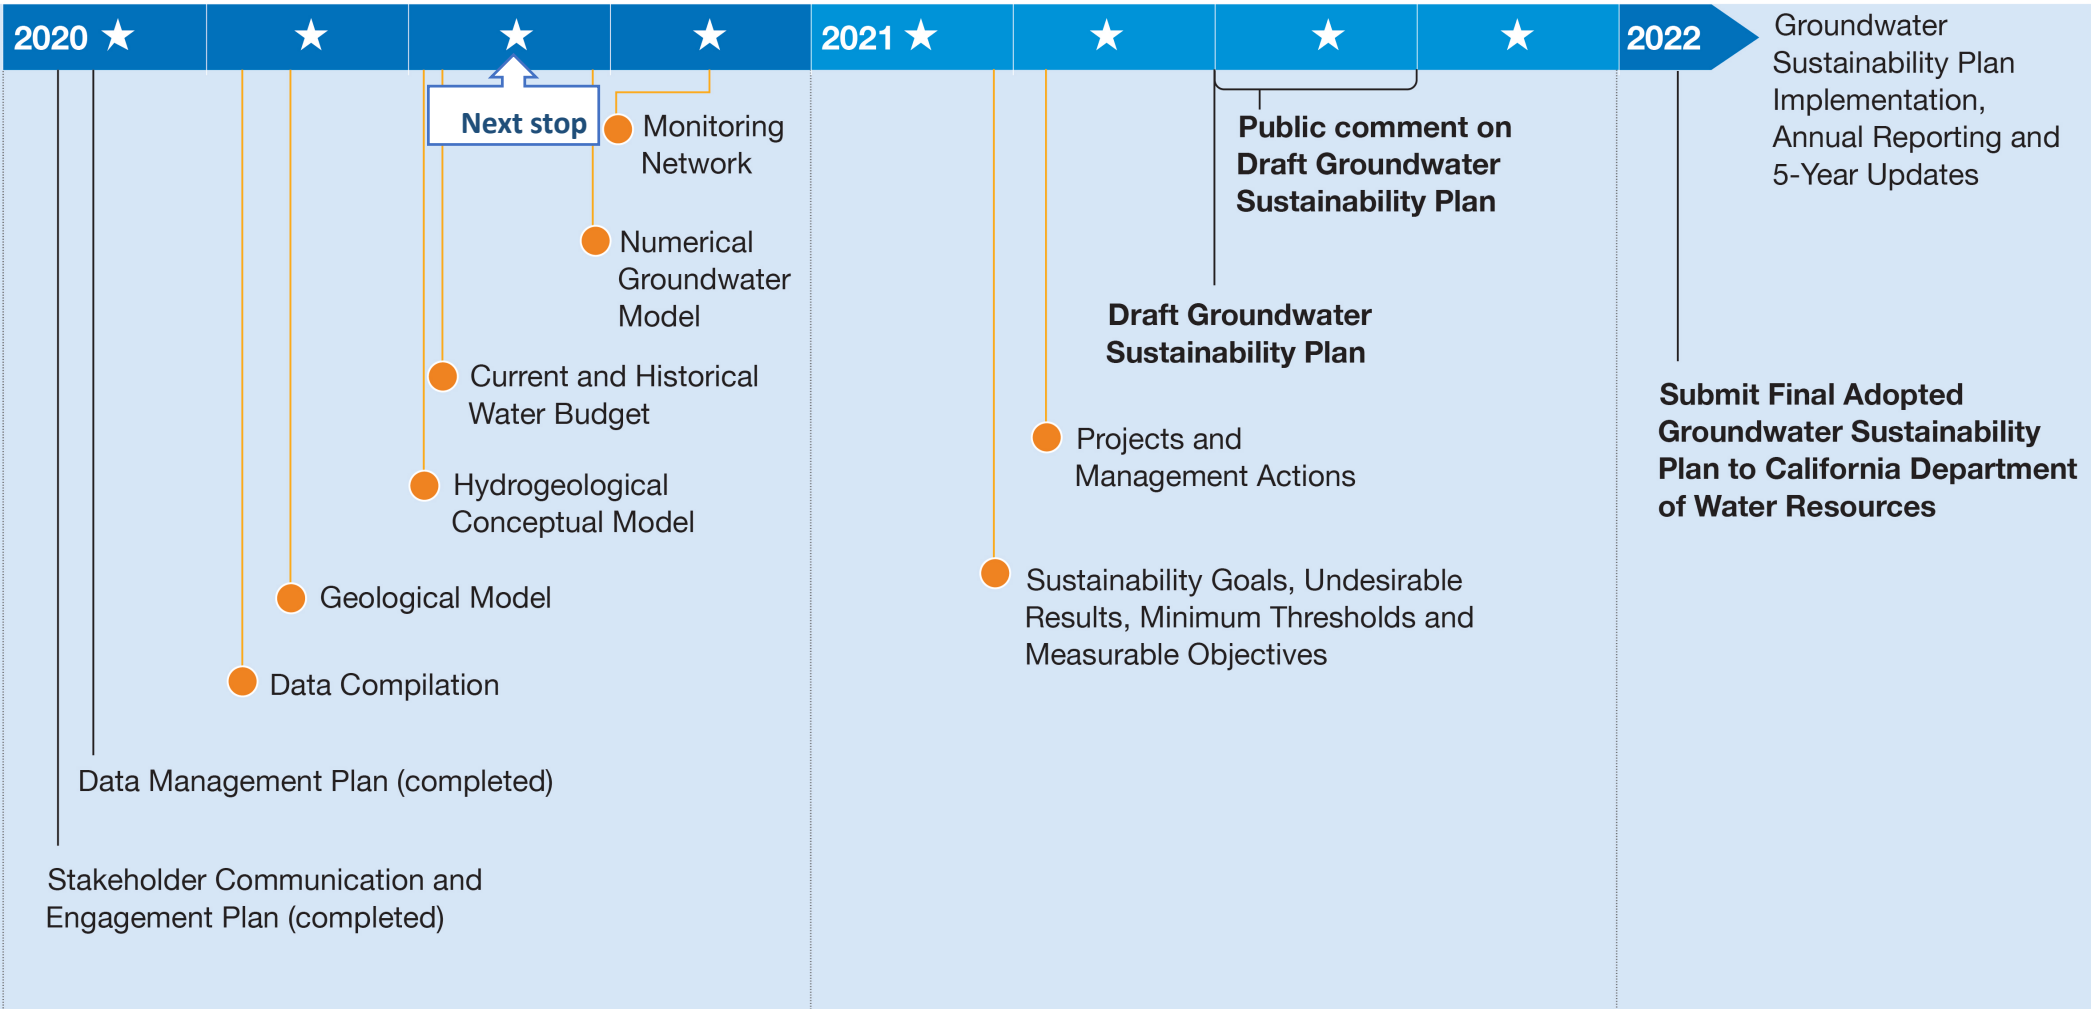 2020
2021
2022
Groundwater
Sustainability Plan
Implementation,
Annual Reporting and
5-Year Updates
Next stop
Monitoring
Network
Numerical
Groundwater
Model
Current and Historical
Water Budget
Hydrogeological
Conceptual Model
Geological Model
Data Compilation
Data Management Plan (completed)
Stakeholder Communication and
Engagement Plan (completed)
Public comment on
Draft Groundwater
Sustainability Plan
Draft Groundwater
Sustainability Plan
Projects and
Management Actions
Sustainability Goals, Undesirable
Results, Minimum Thresholds and
Measurable Objectives
Submit Final Adopted
Groundwater Sustainability
Plan to California Department
of Water Resources